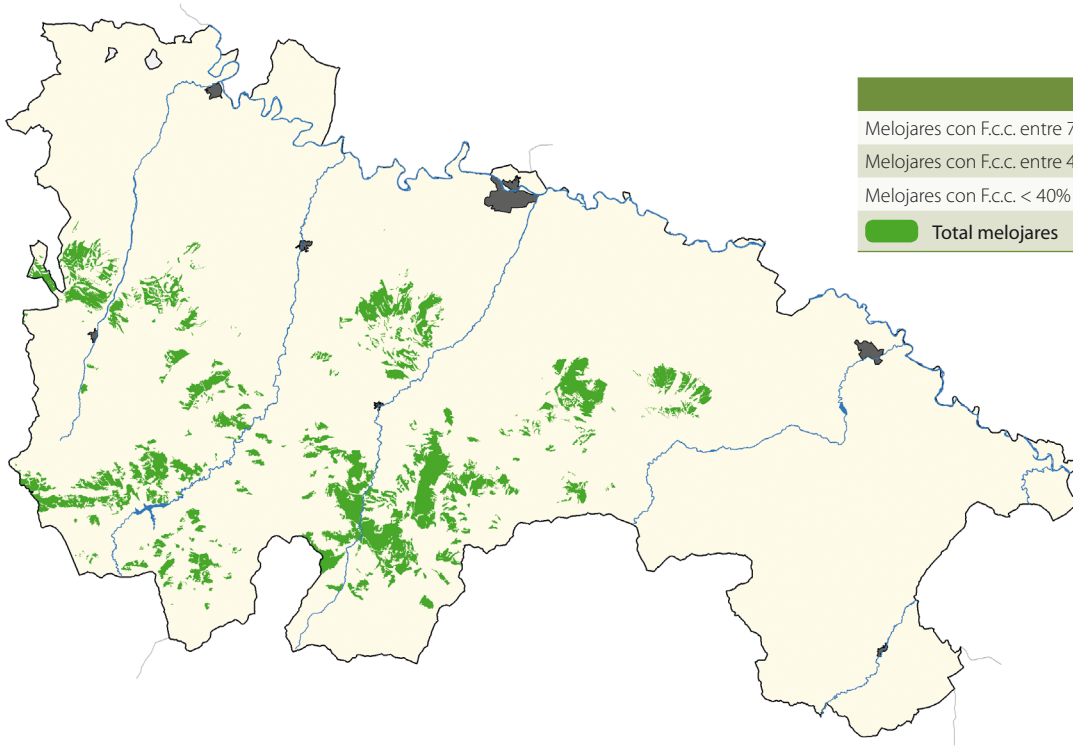 Melojares con F.c.c. entre 7
Melojares con F.c.c. entre 4
Melojares con F.c.c. < 40%
Total melojares